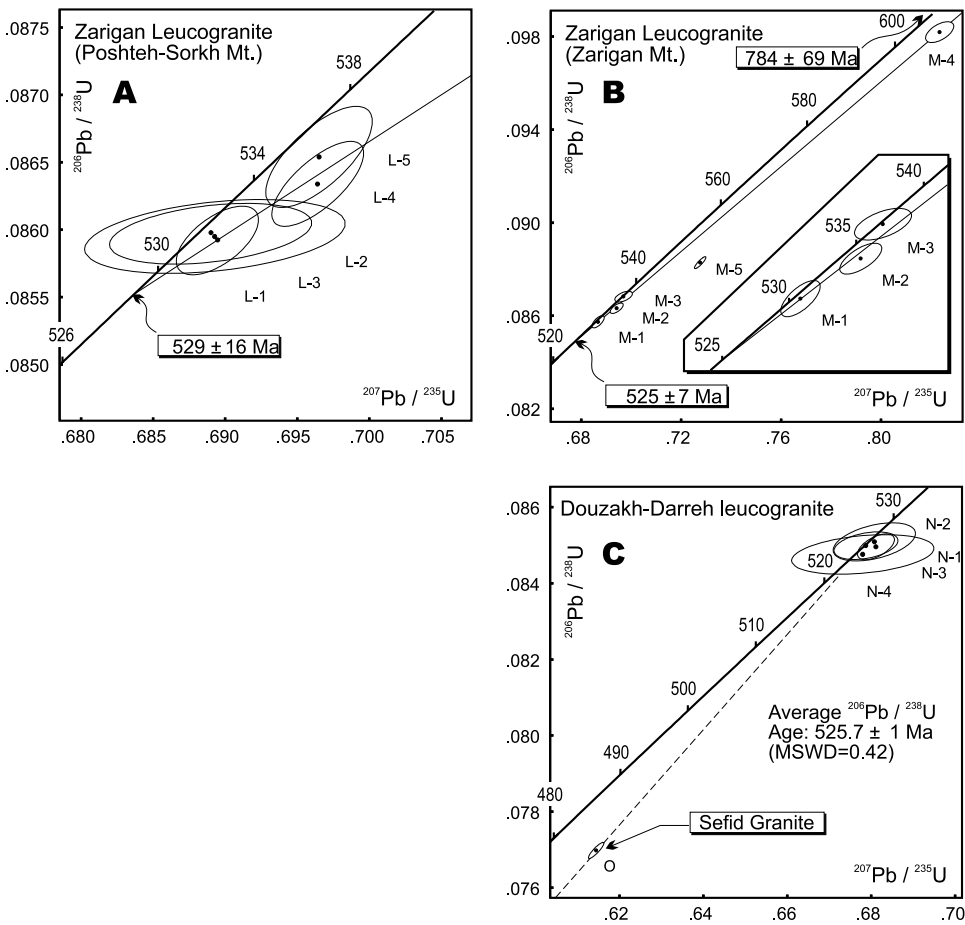 Zarigan Leucogranite
(Poshteh-Sorkh Mt.)
A
206Pb / 238U
.0875
.0870
.0865
.0860
.0855
.0850
538
534
530
526
L-5
L-4
L-2
L-3
L-1
529 ± 16 Ma
207Pb / 235U
.680
.685
.690
.695
.700
.705
Zarigan Leucogranite
(Zarigan Mt.)
B
206Pb / 238U
.098
.094
.090
.086
.082
600
784 ± 69 Ma
M-4
580
560
540
520
M-5
M-3
M-2
M-1
540
535
530
525
M-3
M-2
M-1
525 ± 7 Ma
207Pb / 235U
.68
.72
.76
.80
Douzakh-Darreh leucogranite
C
206Pb / 238U
.086
.084
.082
.080
.078
.076
530
520
510
500
490
480
N-2
N-1
N-3
N-4
Average 206Pb / 238U
Age: 525.7 ± 1 Ma
(MSWD=0.42)
Sefid Granite
O
207Pb / 235U
.62
.64
.66
.68
.70